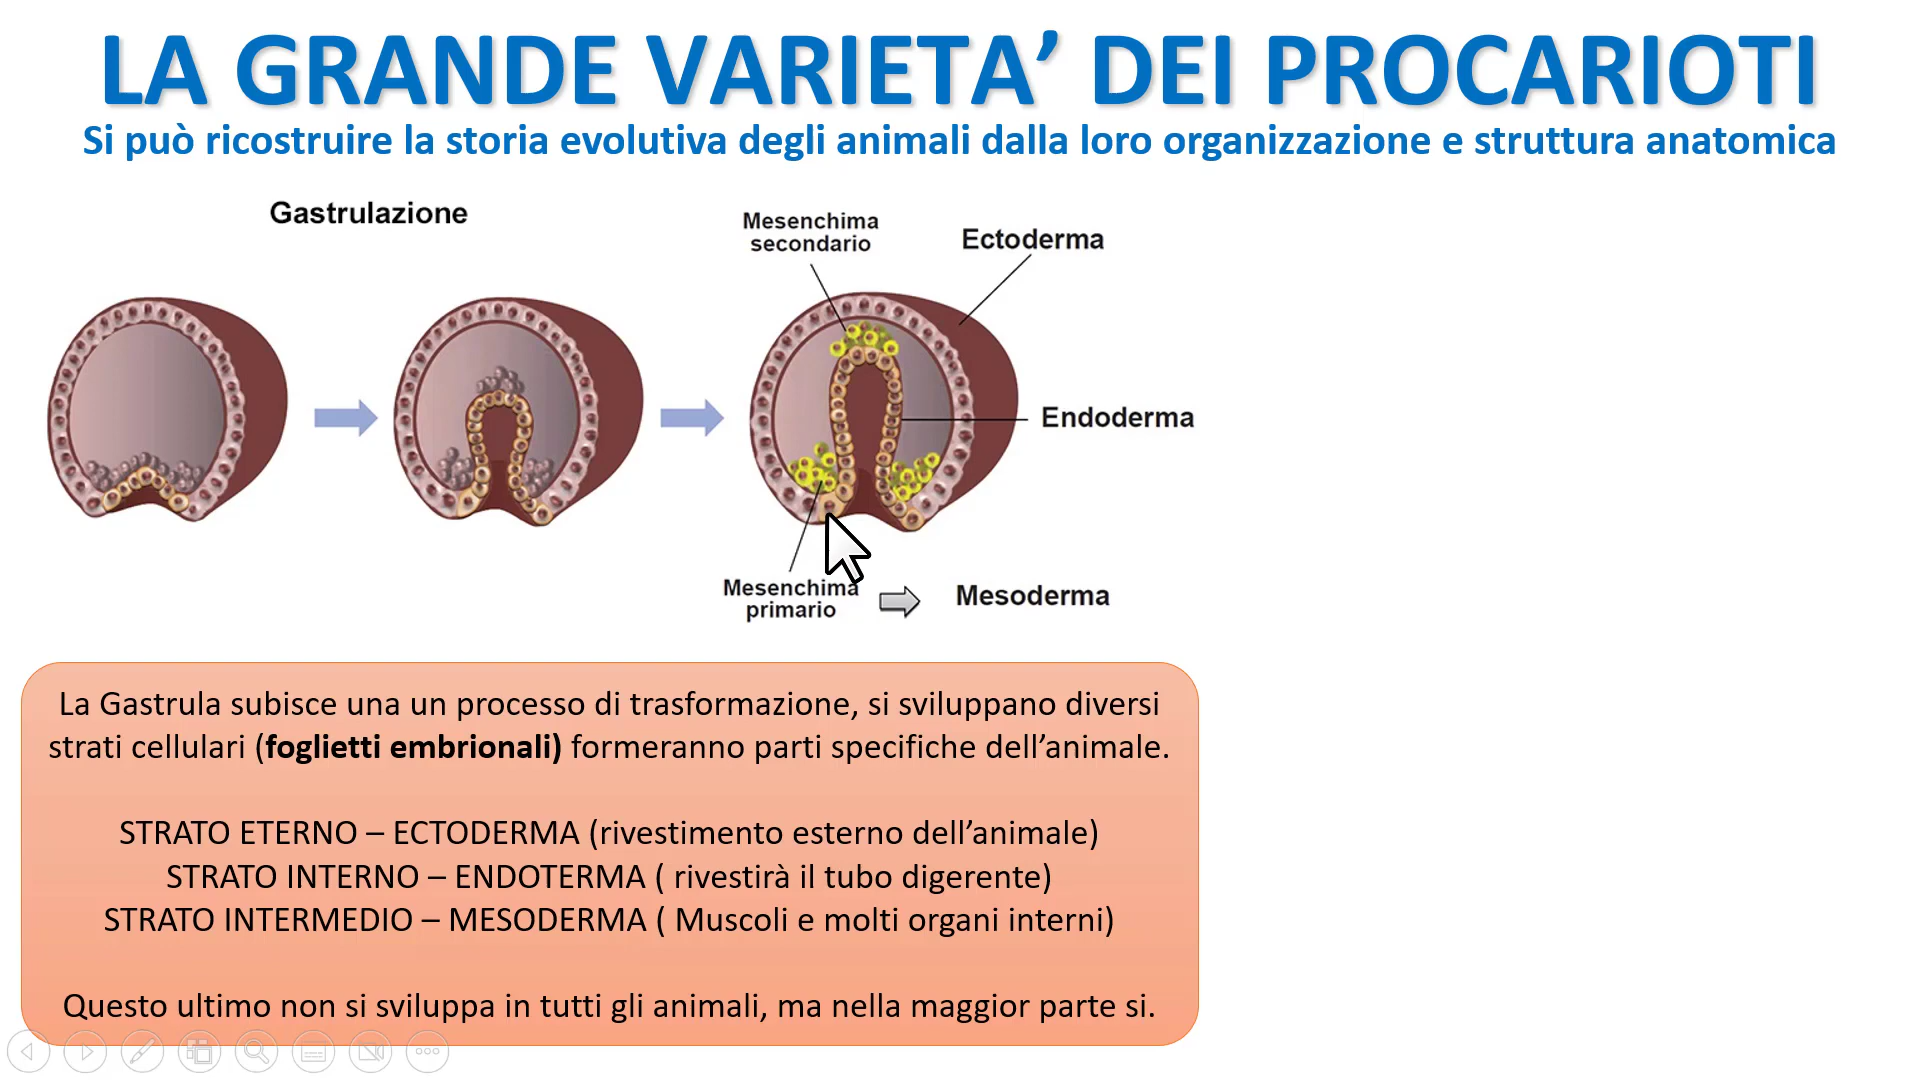 LA GRANDE VARIETA’ DEI PROCARIOTI
Si può ricostruire la storia evolutiva degli animali dalla loro organizzazione e struttura anatomica
Gastrulazione
Mesenchima
secondario
Ectoderma
Endoderma
Mesenchima
primario
Mesoderma
La Gastrula subisce una un processo di trasformazione, si sviluppano diversi
strati cellulari (foglietti embrionali) formeranno parti specifiche dell’animale.
STRATO ETERNO – ECTODERMA (rivestimento esterno dell’animale)
STRATO INTERNO – ENDOTERMA ( rivestirà il tubo digerente)
STRATO INTERMEDIO – MESODERMA ( Muscoli e molti organi interni)
Questo ultimo non si sviluppa in tutti gli animali, ma nella maggior parte si.